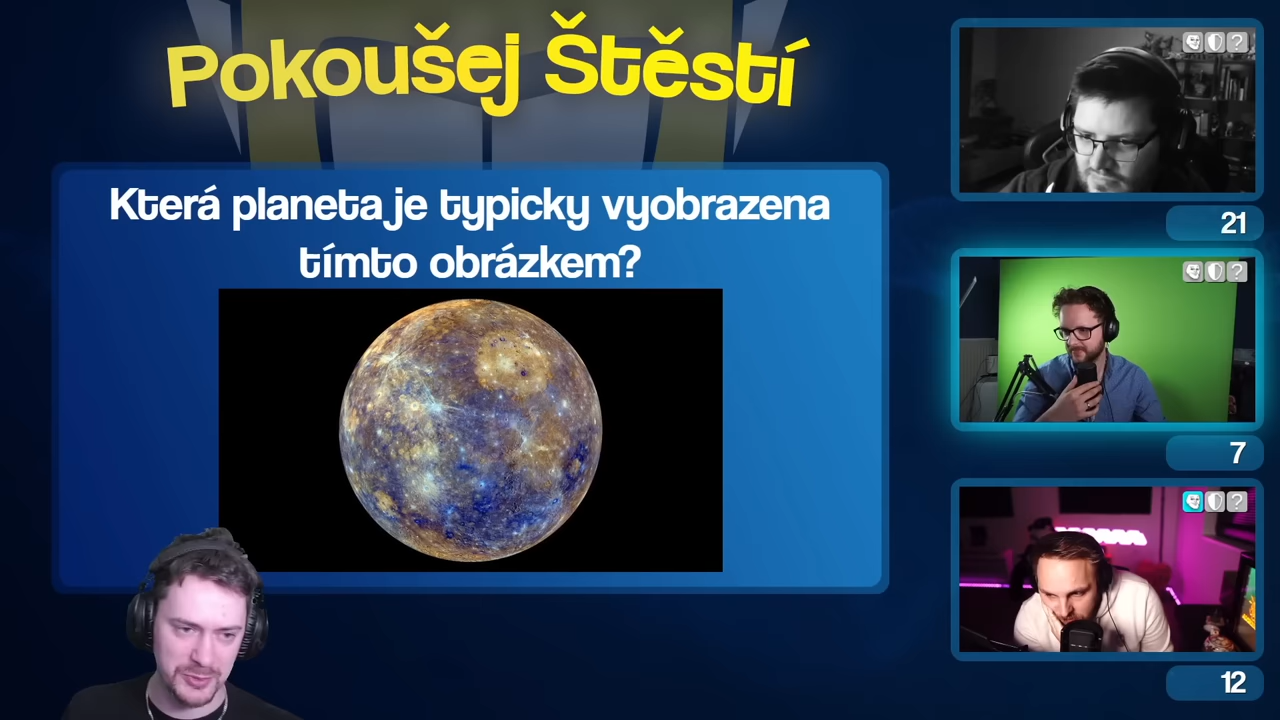 Pokoušej Štěstí
Která planeta je typicky vyobrazena
tímto obrázkem?
?
21
?
7
?
12